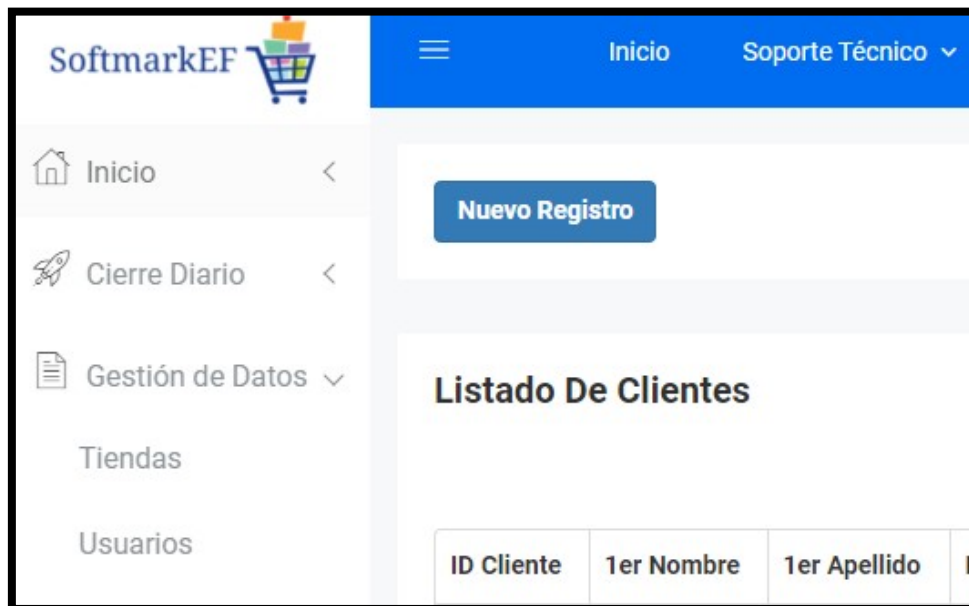 SoftmarkEF
Inicio
Soporte Técnico
Inicio
Nuevo Registro
Cierre Diario
Gestión de Datos
Listado De Clientes
Tiendas
Usuarios
ID Cliente
1er Nombre
1er Apellido